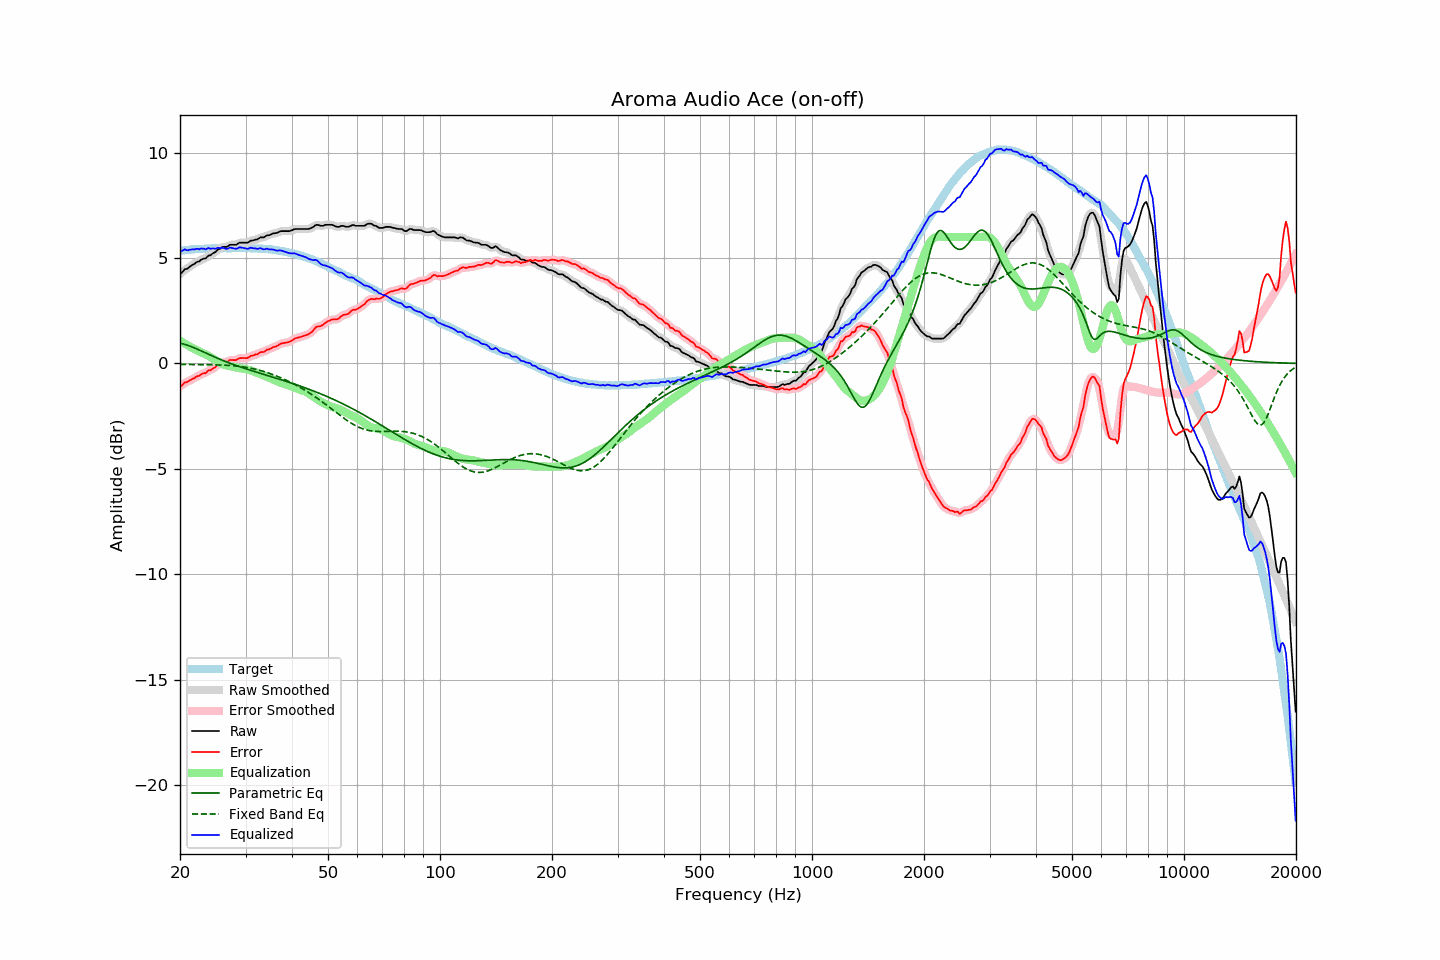 Aroma Audio Ace (on-off)
10
5
0
−5
−10
−15
−20
Amplitude (dBr)
Target
Raw Smoothed
Error Smoothed
Raw
Error
Equalization
Parametric Eq
Fixed Band Eq
Equalized
20 50 100 200 500 1000 2000 5000 10000 20000
Frequency (Hz)